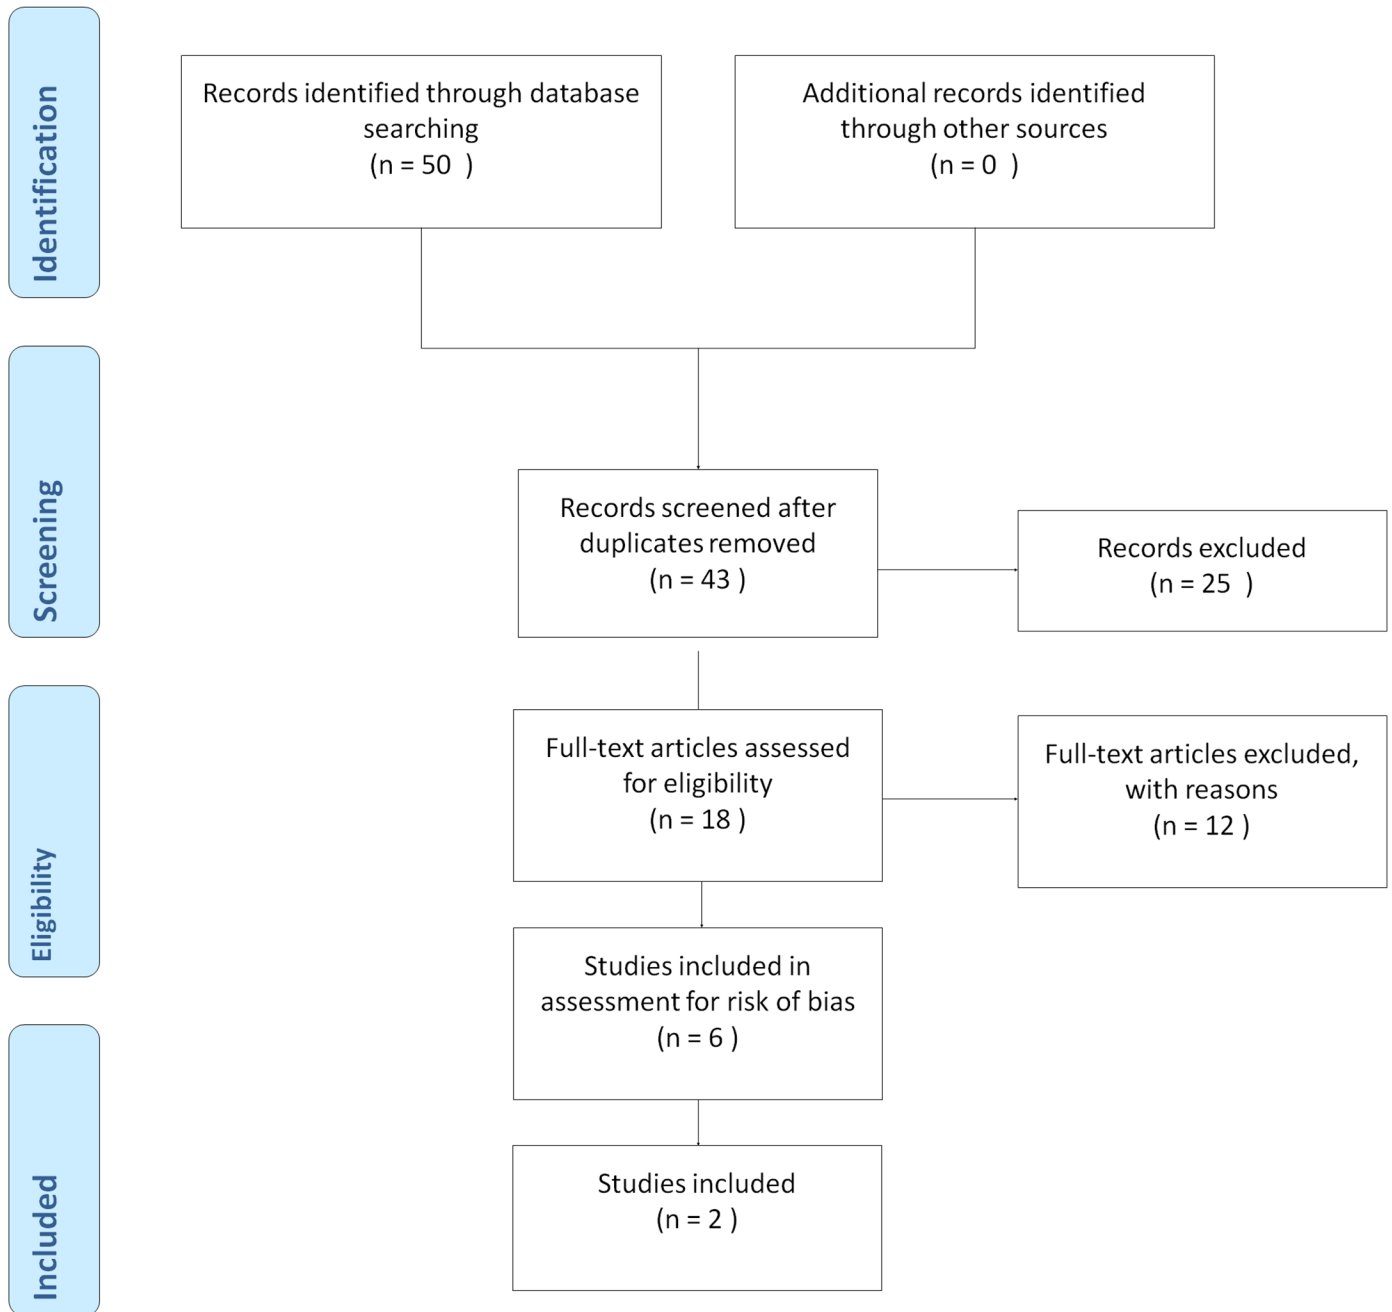 Identification
Records identified through database
searching
(n = 50  )
Additional records identified
through other sources
(n = 0  )
Screening
Records screened after
duplicates removed
(n = 43 )
Records excluded
(n = 25  )
Eligibility
Full-text articles assessed
for eligibility
(n = 18 )
Full-text articles excluded,
with reasons
(n = 12 )
Studies included in
assessment for risk of bias
(n = 6 )
Included
Studies included
(n = 2 )